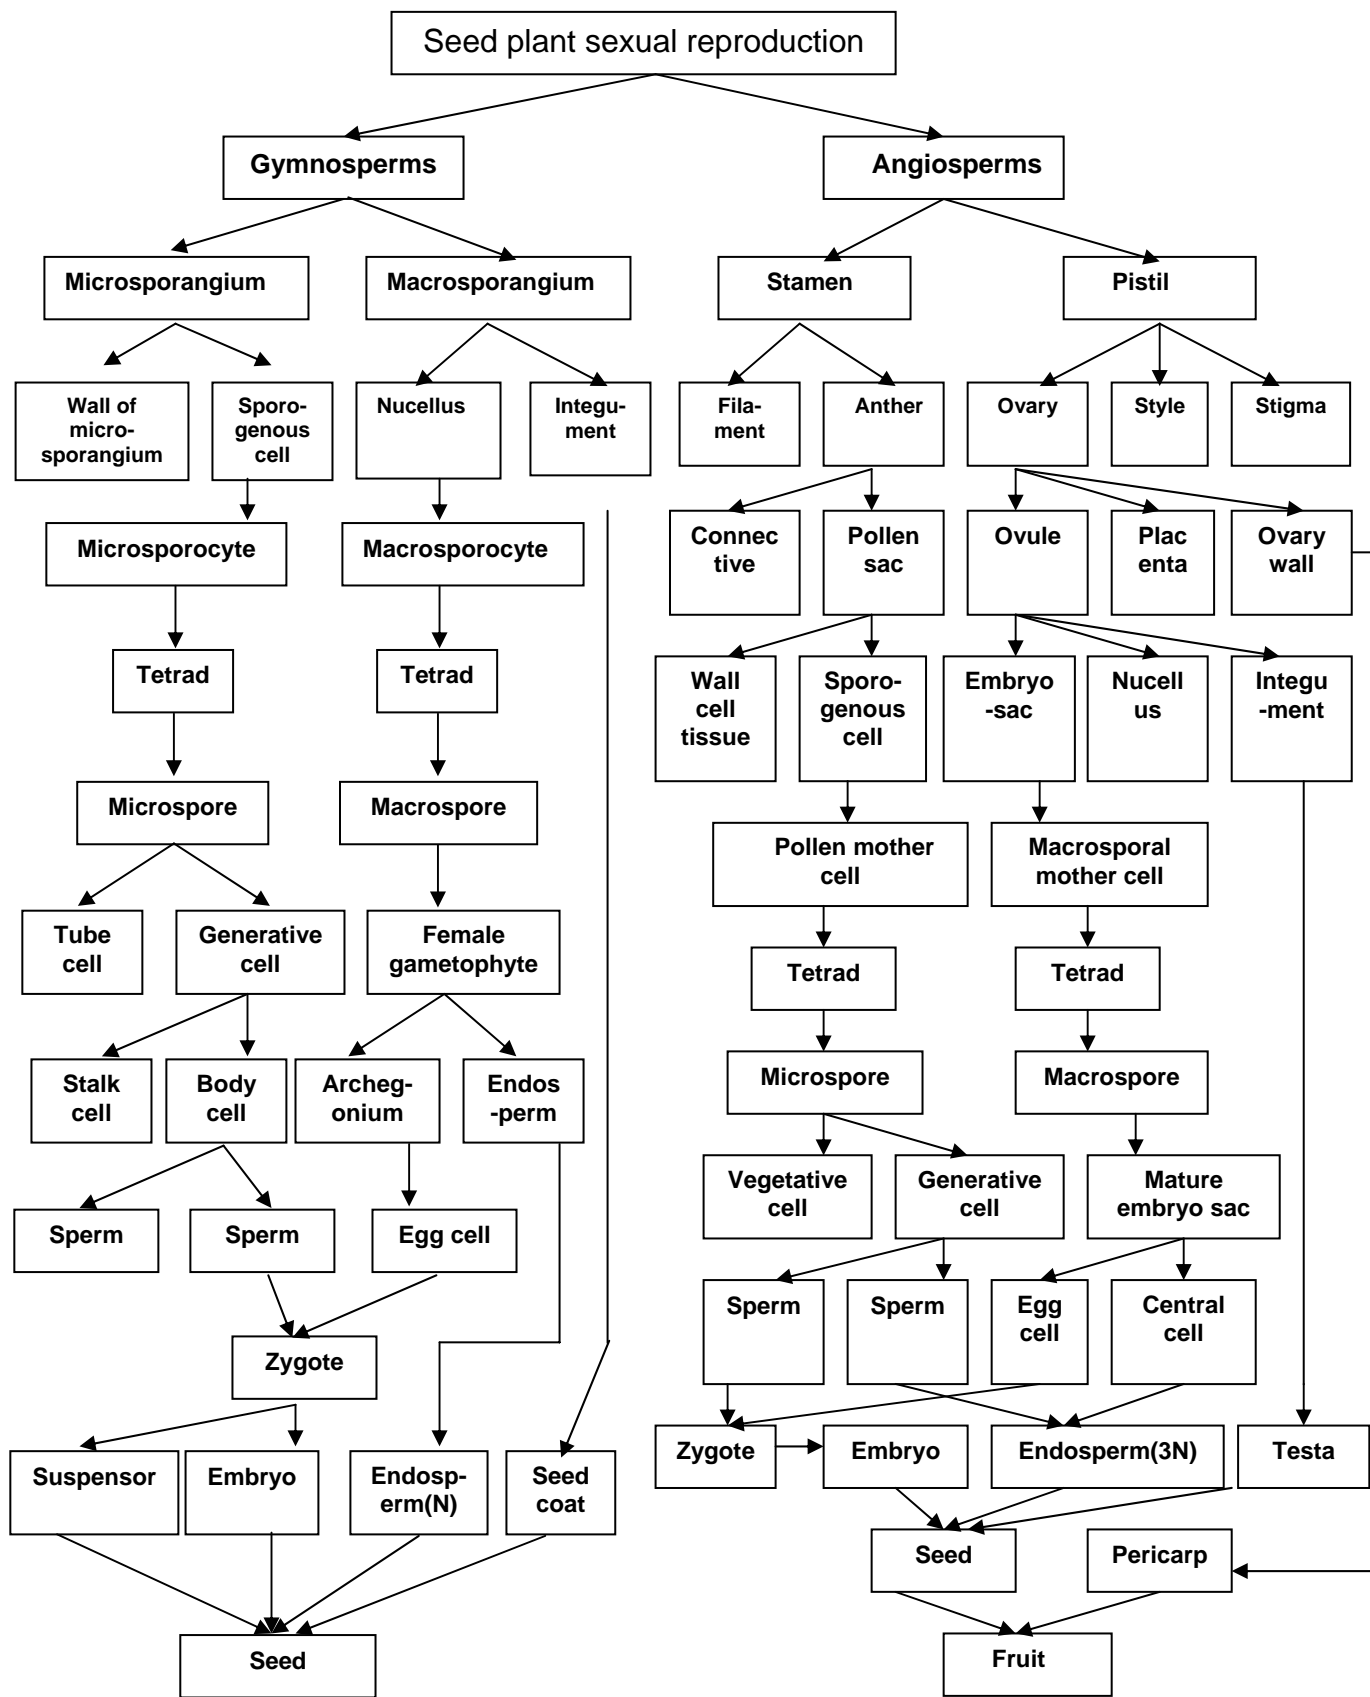 Seed plant sexual reproduction
Gymnosperms
Angiosperms
Microsporangium
Macrosporangium
Stamen
Pistil
Wall of
micro-
sporangium
Sporo-
genous
cell
Nucellus
Integu-
ment
Fila-
ment
Anther
Ovary
Style
Stigma
Microsporocyte
Macrosporocyte
Connec
tive
Pollen
sac
Ovule
Plac
enta
Ovary
wall
Tetrad
Tetrad
Wall
cell
tissue
Sporo-
genous
cell
Embryo
-sac
Nucell
us
Integu
-ment
Microspore
Macrospore
Pollen mother
cell
Macrosporal
mother cell
Tube
cell
Generative
cell
Female
gametophyte
Tetrad
Tetrad
Stalk
cell
Body
cell
Archeg-
onium
Endos
-perm
Microspore
Macrospore
Vegetative
cell
Generative
cell
Mature
embryo sac
Sperm
Sperm
Egg cell
Sperm
Sperm
Egg
cell
Central
cell
Zygote
Zygote
Embryo
Endosperm(3N)
Testa
Suspensor
Embryo
Endosp-
erm(N)
Seed
coat
Seed
Pericarp
Seed
Fruit